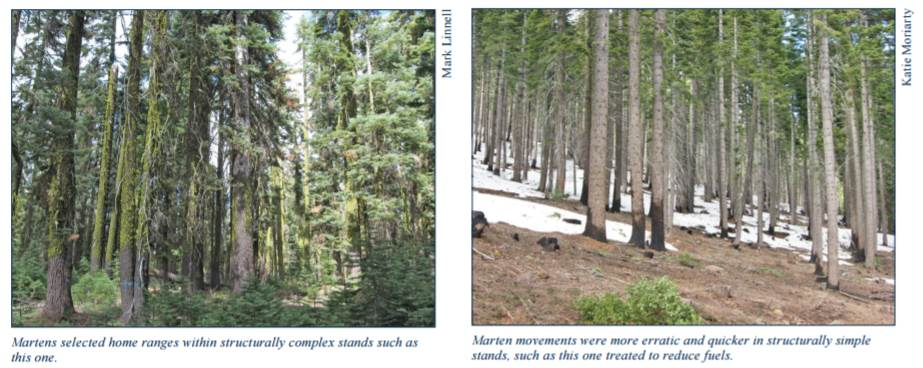 Mark Linnell
Katie Moriarty
Martens selected home ranges within structurally complex stands such as
this one.
Marten movements were more erratic and quicker in structurally simple
stands, such as this one treated to reduce fuels.